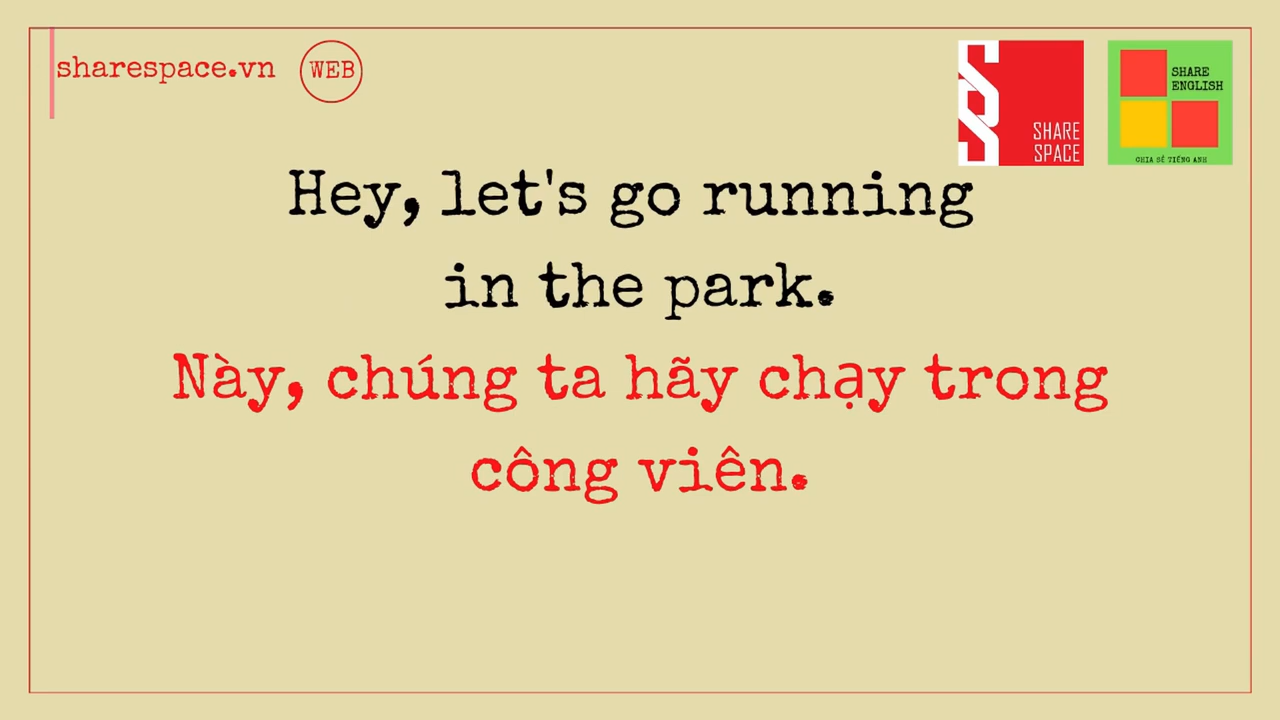 sharespace.vn WEB
SHARE
SPACE
SHARE
ENGLISH
CHIA SẺ TIẾNG ANH
Hey, let's go running
in the park.
Này, chúng ta hãy chạy trong
công viên.